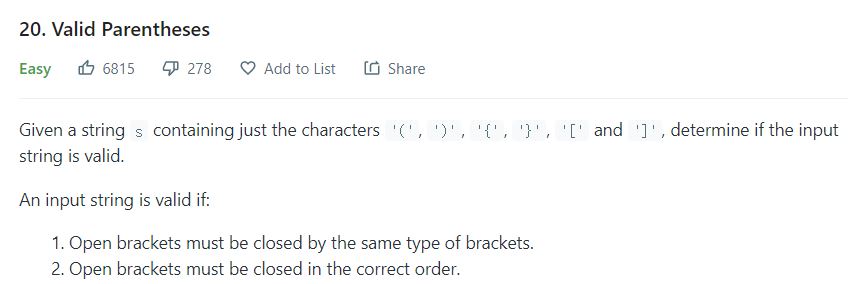 20. Valid Parentheses
Easy 6815 278 Add to List Share
Given a string s containing just the characters '(', ')', '{', '}', '[' and ']', determine if the input
string is valid.
An input string is valid if:
1. Open brackets must be closed by the same type of brackets.
2. Open brackets must be closed in the correct order.